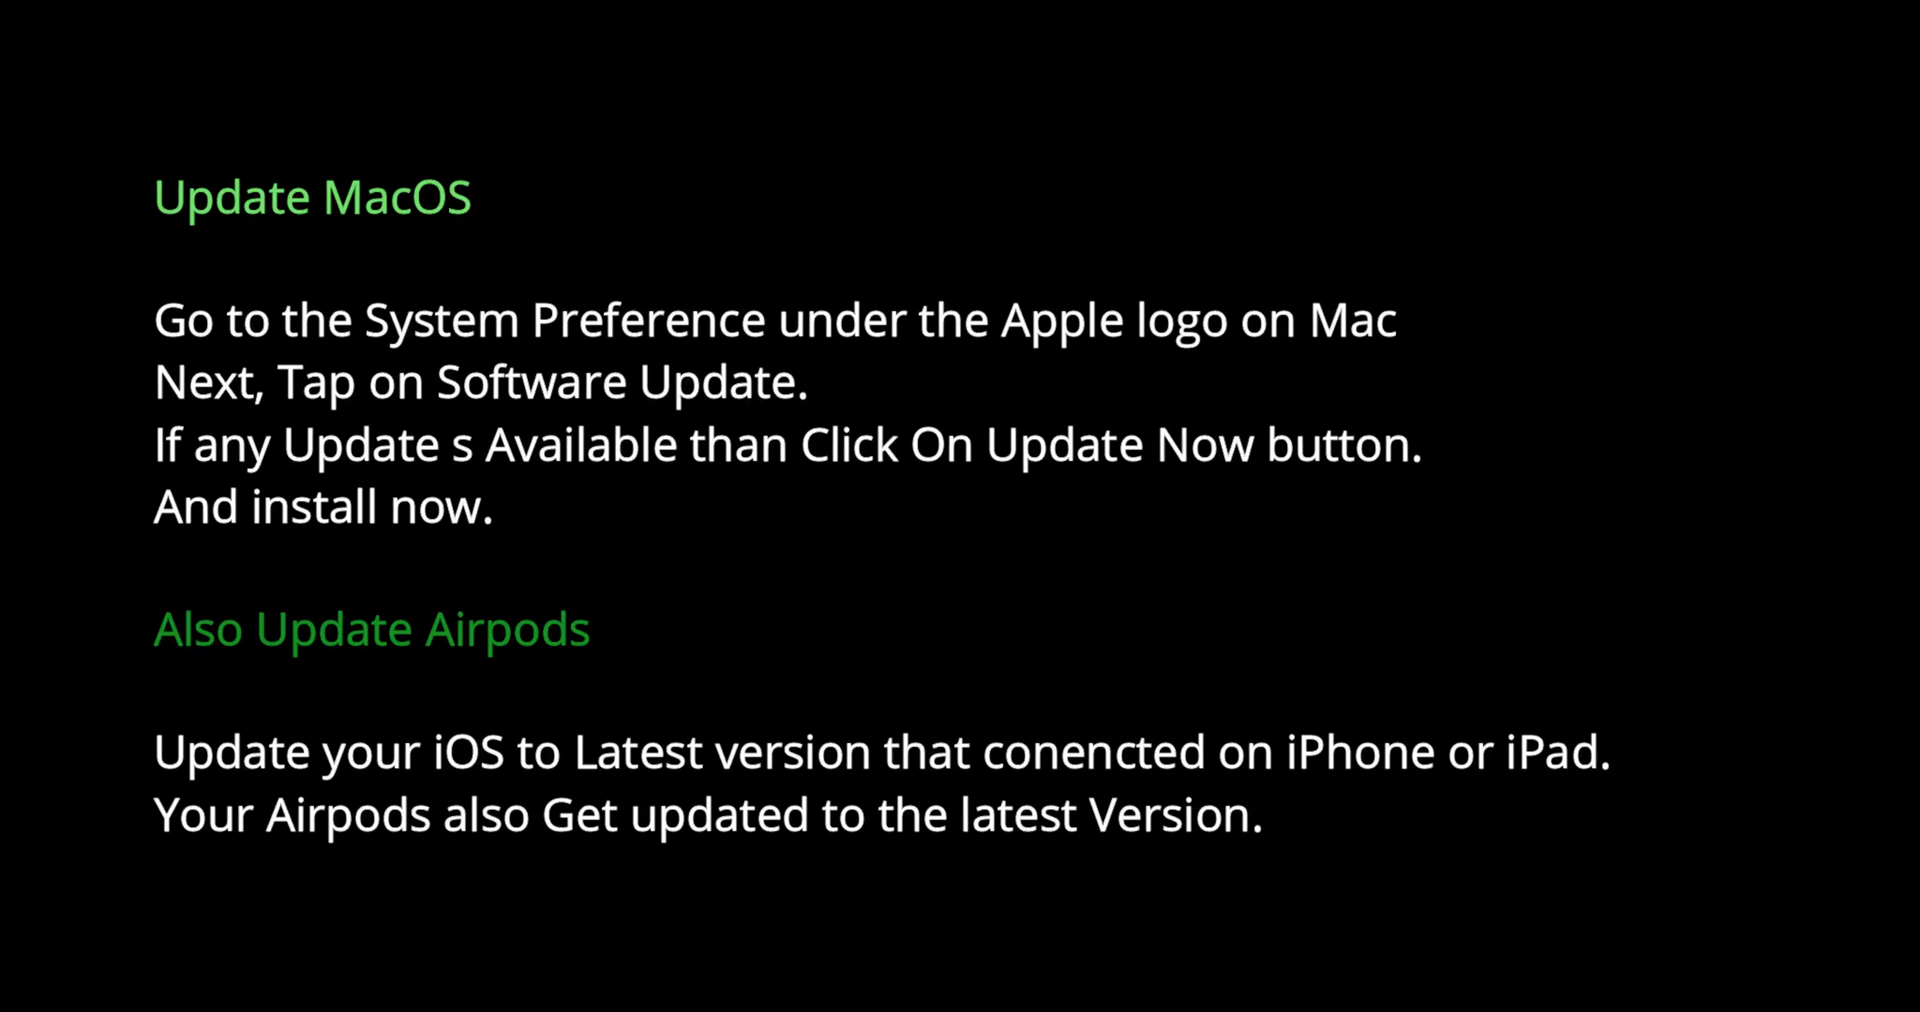 Update MacOS
Go to the System Preference under the Apple logo on Mac
Next, Tap on Software Update.
If any Update s Available than Click On Update Now button.
And install now.
Also Update Airpods
Update your iOS to Latest version that conencted on iPhone or iPad.
Your Airpods also Get updated to the latest Version.